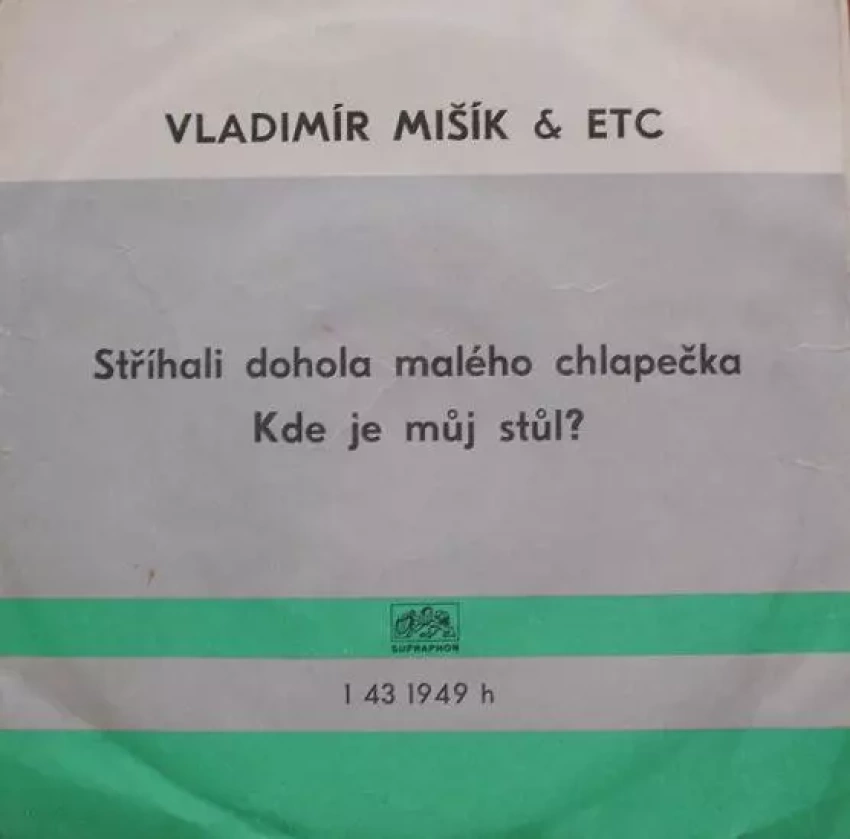 VLADIMÍR MIŠÍK & ETC
Stříhali dohola malého chlapečka
Kde je můj stůl?
SUPRAPHON
1 43 1949 h